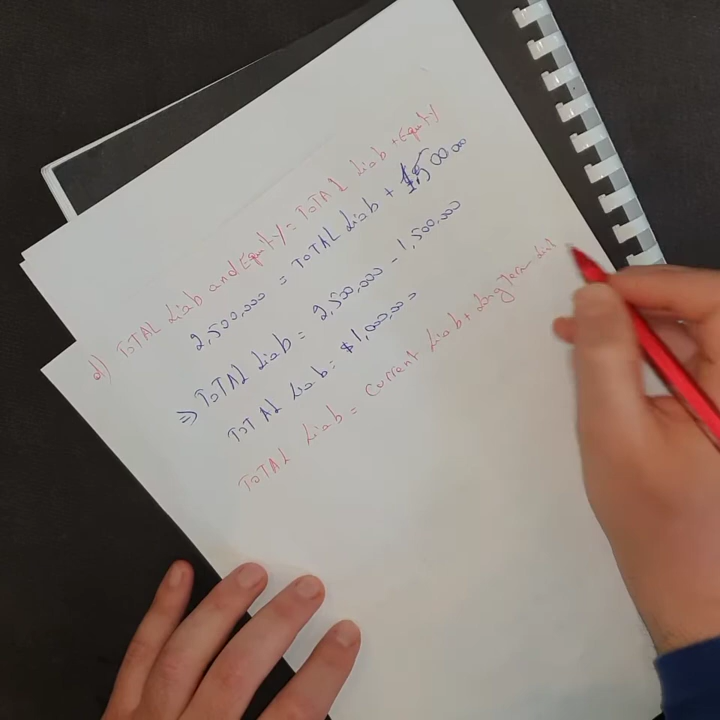 d) TOTAL Liab and Equity = TOTAL Liab + Equity
2,500,000 = TOTAL Liab + 1,500,000
=> TOTAL Liab = 2,500,000 - 1,500,000
TOTAL Liab = $1,000,000
TOTAL Liab = Current Liab + Long Term